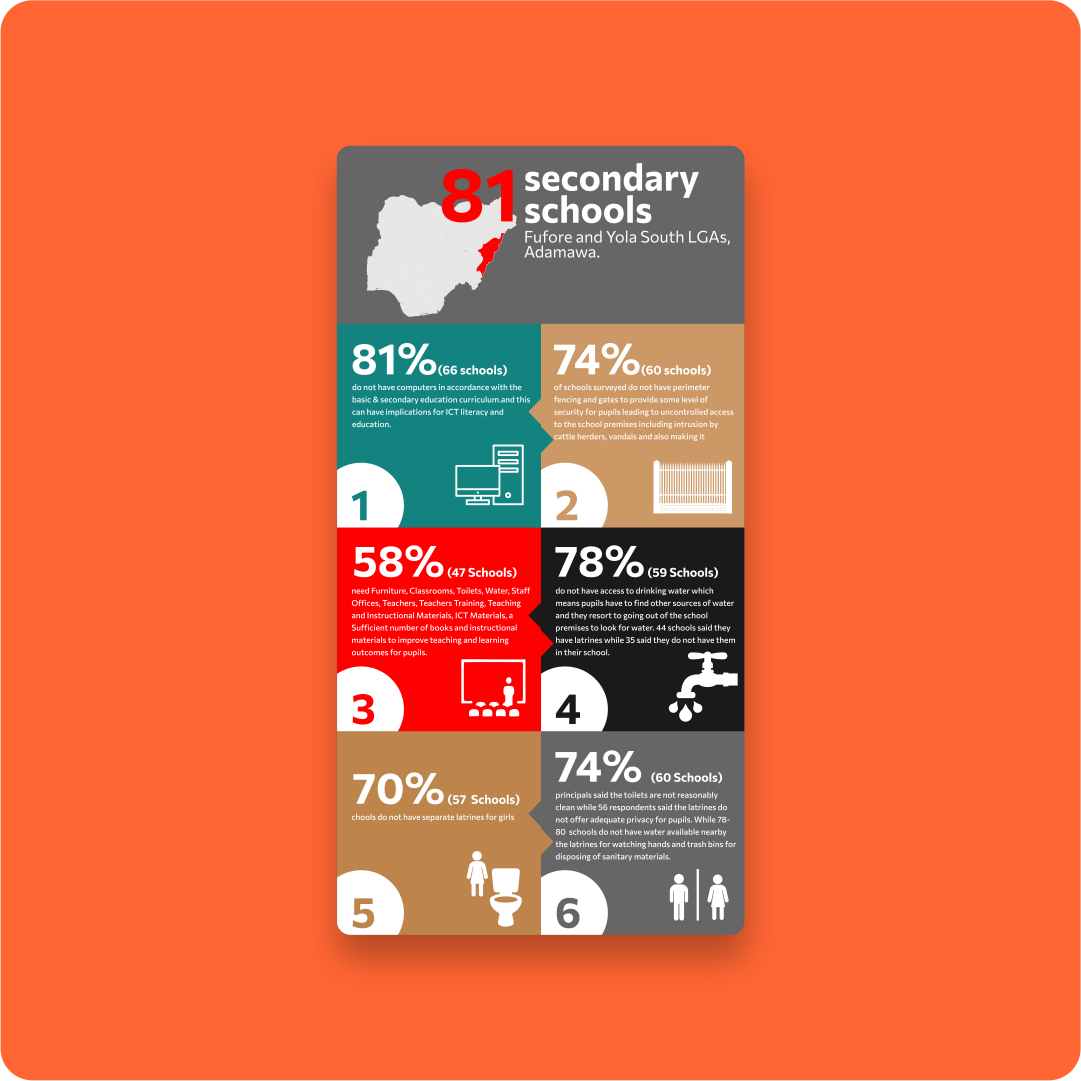 81
secondary
schools
Fufore and Yola South LGAs,
Adamawa.
81% (66 schools)
do not have computers in accordance with the
basic & secondary education curriculum.and this
can have implications for ICT literacy and
education.
1
74% (60 schools)
of schools surveyed do not have perimeter
fencing and gates to provide some level of
security for pupils leading to uncontrolled access
to the school premises including intrusion by
cattle herders, vandals and also making it
2
58% (47 Schools)
need Furniture, Classrooms, Toilets, Water, Staff
Offices, Teachers, Teachers Training, Teaching
and Instructional Materials, ICT Materials, a
Sufficient number of books and instructional
materials to improve teaching and learning
outcomes for pupils.
3
78% (59 Schools)
do not have access to drinking water which
means pupils have to find other sources of water
and they resort to going out of the school
premises to look for water. 44 schools said they
have latrines while 35 said they do not have them
in their school.
4
70% (57 Schools)
chools do not have separate latrines for girls
5
74% (60 Schools)
principals said the toilets are not reasonably
clean while 56 respondents said the latrines do
not offer adequate privacy for pupils. While 78-
80 schools do not have water available nearby
the latrines for watching hands and trash bins for
disposing of sanitary materials.
6